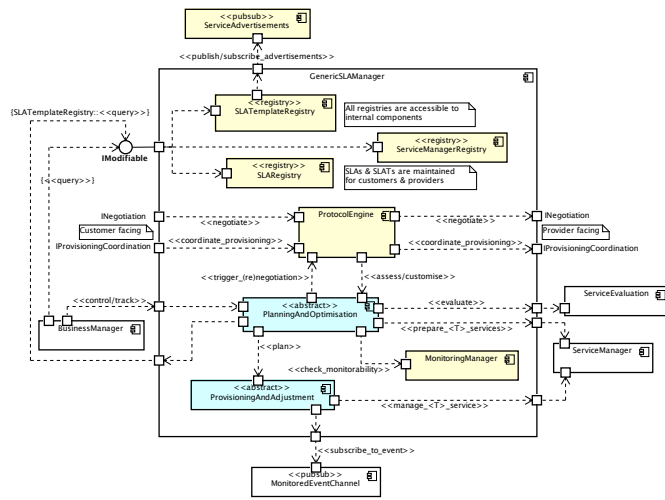 <<pubsub>>
ServiceAdvertisements
<<publish/subscribe_advertisements>>
GenericSLAManager
{SLATemplateRegistry::<<query>>}
<<registry>>
SLATemplateRegistry
All registries are accessible to
internal components
IModifiable
<<registry>>
ServiceManagerRegistry
<<registry>>
SLARegistry
SLAs & SLATs are maintained
for customers & providers
{<<query>>}
INegotiation
<<negotiate>>
ProtocolEngine
<<negotiate>>
INegotiation
Customer facing
Provider facing
IProvisioningCoordination
<<coordinate_provisioning>>
<<coordinate_provisioning>>
IProvisioningCoordination
<<trigger_(re)negotiation>>
<<assess/customise>>
<<control/track>>
<<abstract>>
PlanningAndOptimisation
<<evaluate>>
ServiceEvaluation
BusinessManager
<<prepare_<T>_services>>
<<plan>>
ServiceManager
<<check_monitorability>>
MonitoringManager
<<abstract>>
ProvisioningAndAdjustment
<<manage_<T>_service>>
<<subscribe_to_event>>
<<pubsub>>
MonitoredEventChannel